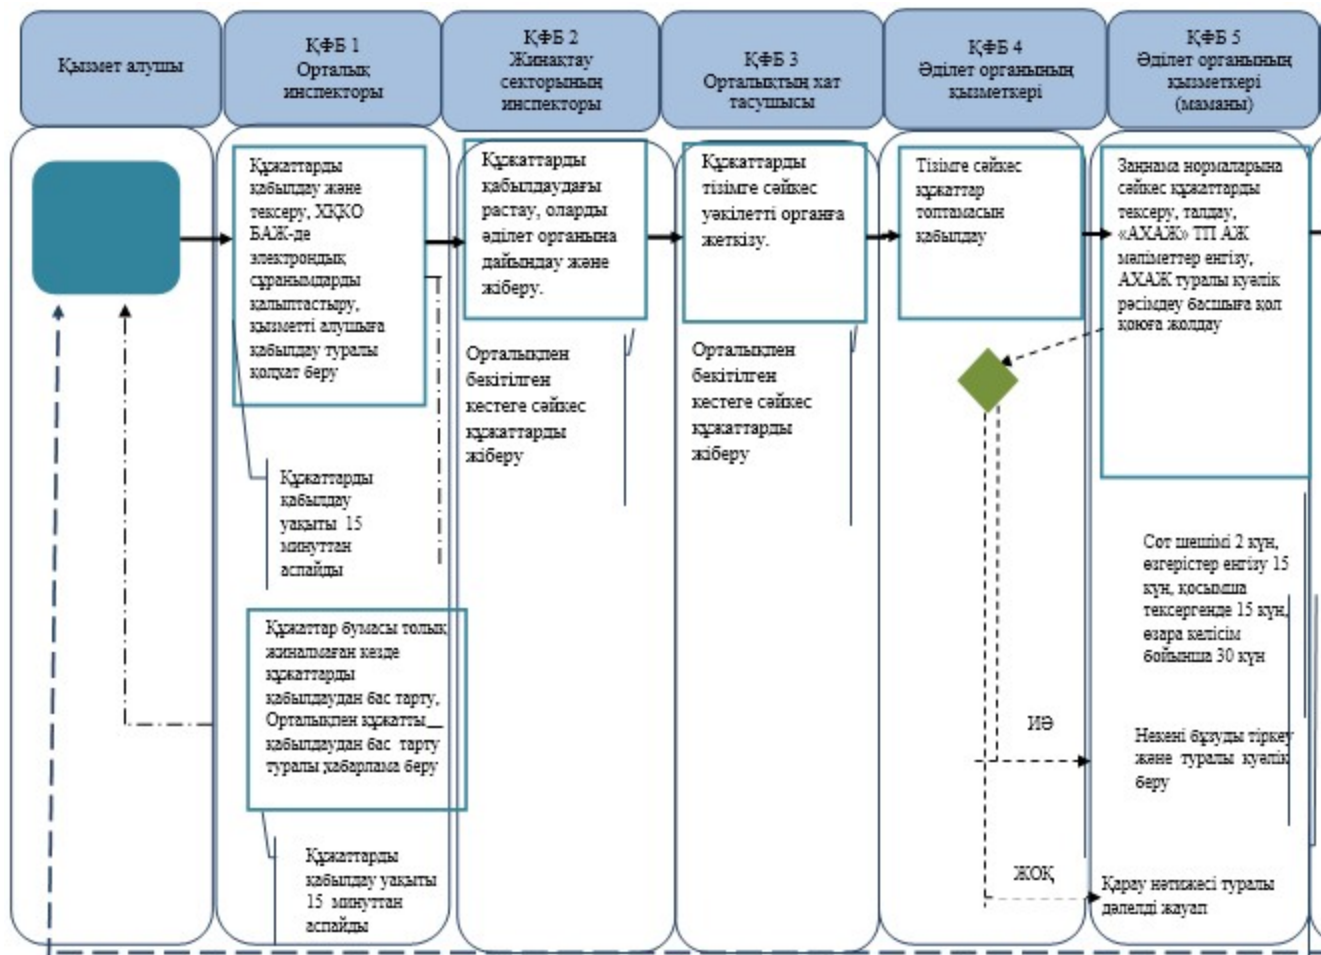 Қызмет алушы
ҚФБ 1
Орталық
инспекторы
ҚФБ 2
Жинақтау
секторының
инспекторы
ҚФБ 3
Орталықтың хат
тасушысы
ҚФБ 4
Әділет органының
қызметкері
ҚФБ 5
Әділет органының
қызметкері
(маманы)
Құжаттарды
қабылдау және
тексеру, ХҚКО
БАЖ-де
электрондық
сұранымдарды
қалыптастыру,
қызметті алушыға
қабылдау туралы
қолхат беру
Құжаттарды
қабылдау
уақыты 15
минуттан
аспайды
Құжаттар бумасы толық
жиналмаған кезде
құжаттарды
қабылдаудан бас тарту,
Орталықпен құжатты
қабылдаудан бас тарту
туралы хабарлама беру
Құжаттарды
қабылдау уақыты
15 минуттан
аспайды
Құжаттарды
қабылдаудағы
растау, оларды
әділет органына
дайындау және
жіберу.
Орталықпен
бекітілген
кестеге сәйкес
құжаттарды
жіберу
Құжаттарды
тізімге сәйкес
уәкілетті органға
жеткізу.
Орталықпен
бекітілген
кестеге сәйкес
құжаттарды
жіберу
Тізімге сәйкес
құжаттар
топтамасын
қабылдау
ИӘ
ЖОҚ
Заңнама нормаларына
сәйкес құжаттарды
тексеру, талдау,
«АХАЖ» ТП АЖ
мәліметтер енгізу,
АХАЖ туралы куәлік
рәсімдеу басшыға қол
қоюға жолдау
Сот шешімі 2 күн,
өзгерістер енгізу 15
күн, қосымша
тексергенде 15 күн,
өзара келісім
бойынша 30 күн
Некені бұзуды тіркеу
және туралы куәлік
беру
Қарау нәтижесі туралы
дәлелді жауап